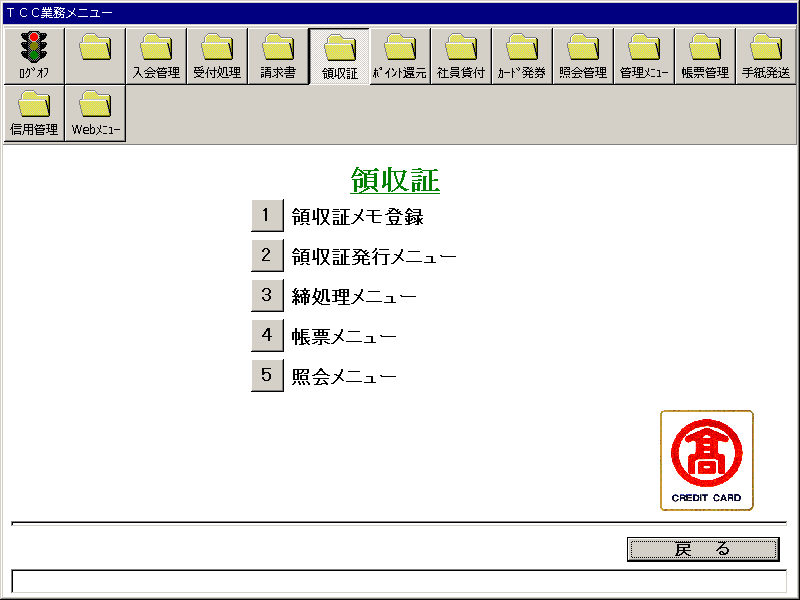 ＴＣＣ業務メニュー
ﾛｸﾞｵﾌ
入会管理
受付処理
請求書
領収証
ﾎﾟｲﾝﾄ還元
社員貸付
ｶｰﾄﾞ発券
照会管理
管理ﾒﾆｭｰ
帳票管理
手紙発送
信用管理
Webﾒﾆｭｰ
領収証
1 領収証メモ登録
2 領収証発行メニュー
3 締処理メニュー
4 帳票メニュー
5 照会メニュー
髙
CREDIT CARD
戻　る